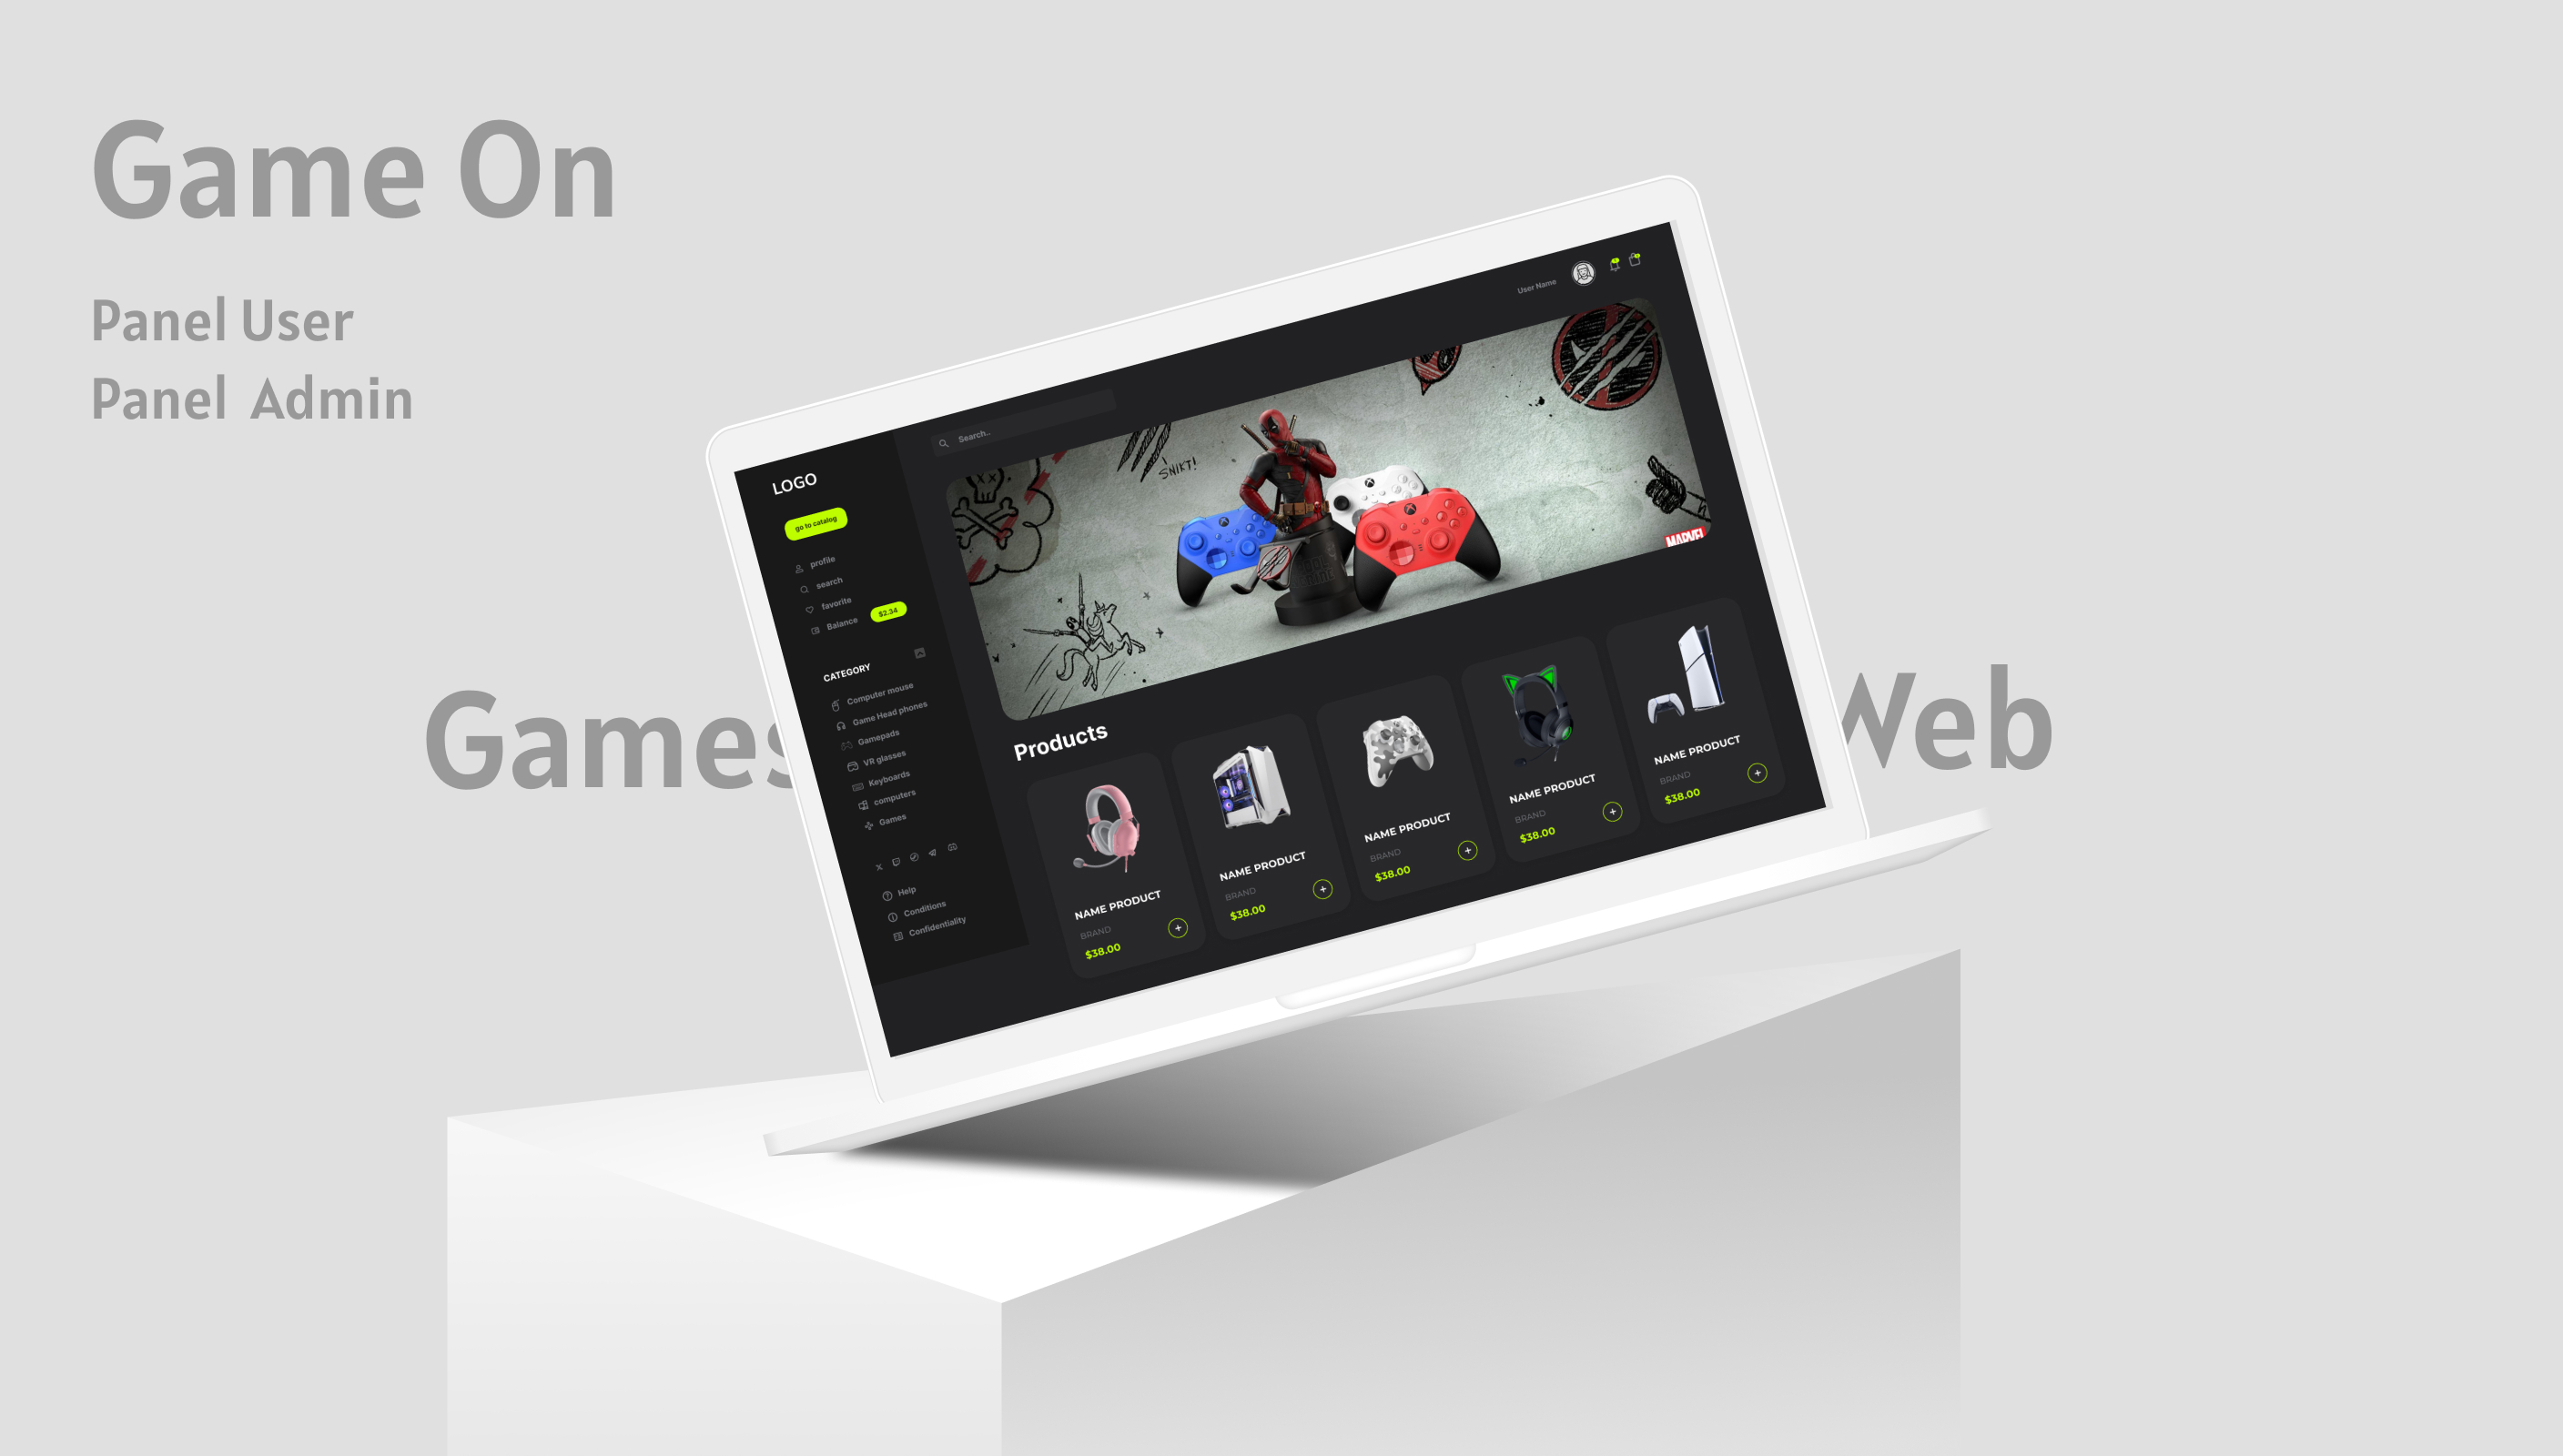 Game On
Panel User
Panel Admin
Games
Web
User Name
Search..
LOGO
go to catalog
profile
search
favorite
Balance $2.34
CATEGORY
Computer mouse
Game Head phones
Gamepads
VR glasses
Keyboards
computers
Games
Help
Conditions
Confidentiality
SNIKT!
MARVEL
Products
NAME PRODUCT
BRAND
$38.00
NAME PRODUCT
BRAND
$38.00
NAME PRODUCT
BRAND
$38.00
NAME PRODUCT
BRAND
$38.00
NAME PRODUCT
BRAND
$38.00